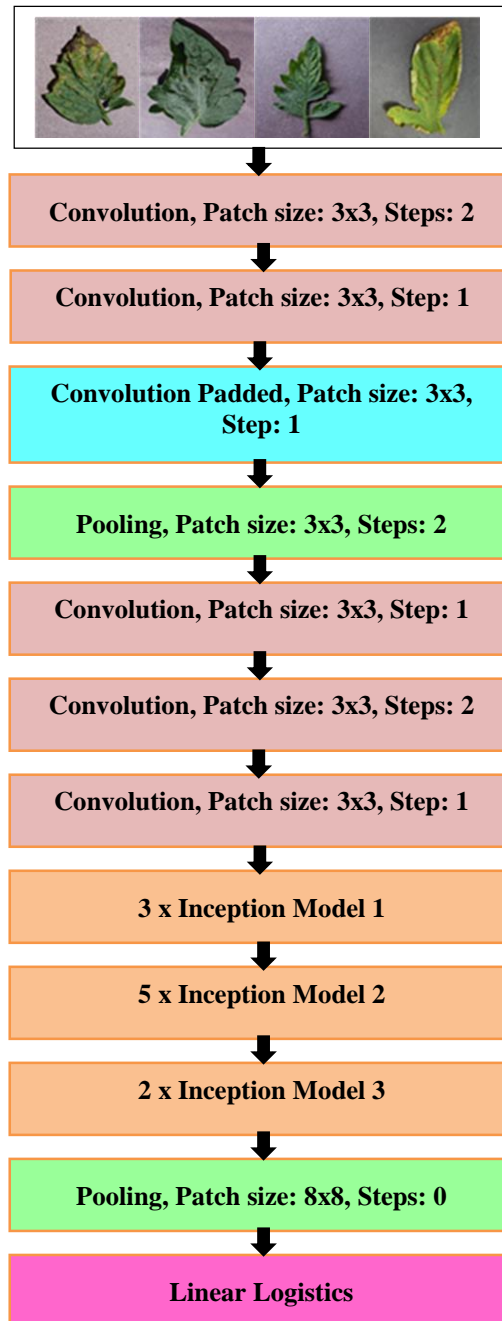 Convolution, Patch size: 3x3, Steps: 2
Convolution, Patch size: 3x3, Step: 1
Convolution Padded, Patch size: 3x3,
Step: 1
Pooling, Patch size: 3x3, Steps: 2
Convolution, Patch size: 3x3, Step: 1
Convolution, Patch size: 3x3, Steps: 2
Convolution, Patch size: 3x3, Step: 1
3 x Inception Model 1
5 x Inception Model 2
2 x Inception Model 3
Pooling, Patch size: 8x8, Steps: 0
Linear Logistics